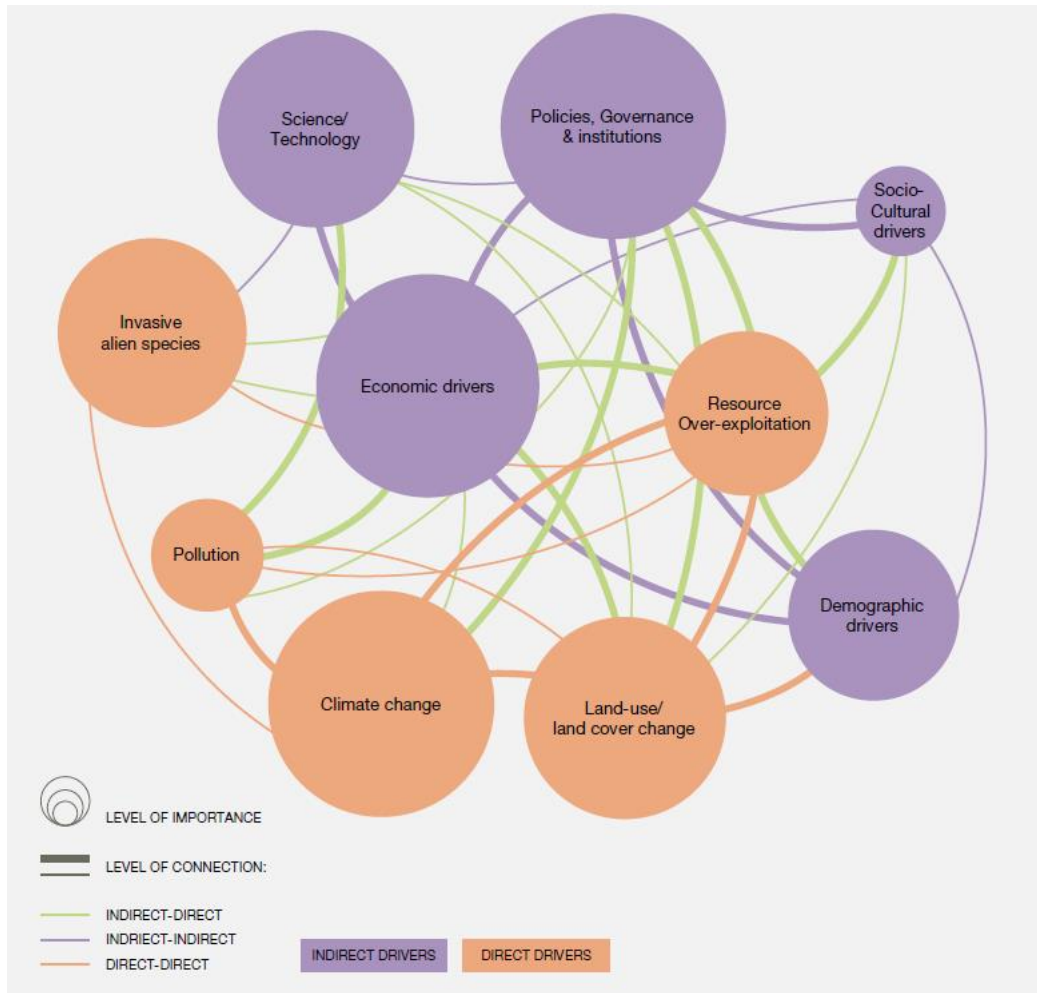 Science/
Technology
Policies, Governance
& institutions
Socio-
Cultural
drivers
Invasive
alien species
Economic drivers
Resource
Over-exploitation
Pollution
Demographic
drivers
Climate change
Land-use/
land cover change
LEVEL OF IMPORTANCE
LEVEL OF CONNECTION:
INDIRECT-DIRECT
INDRIECT-INDIRECT
DIRECT-DIRECT
INDIRECT DRIVERS
DIRECT DRIVERS